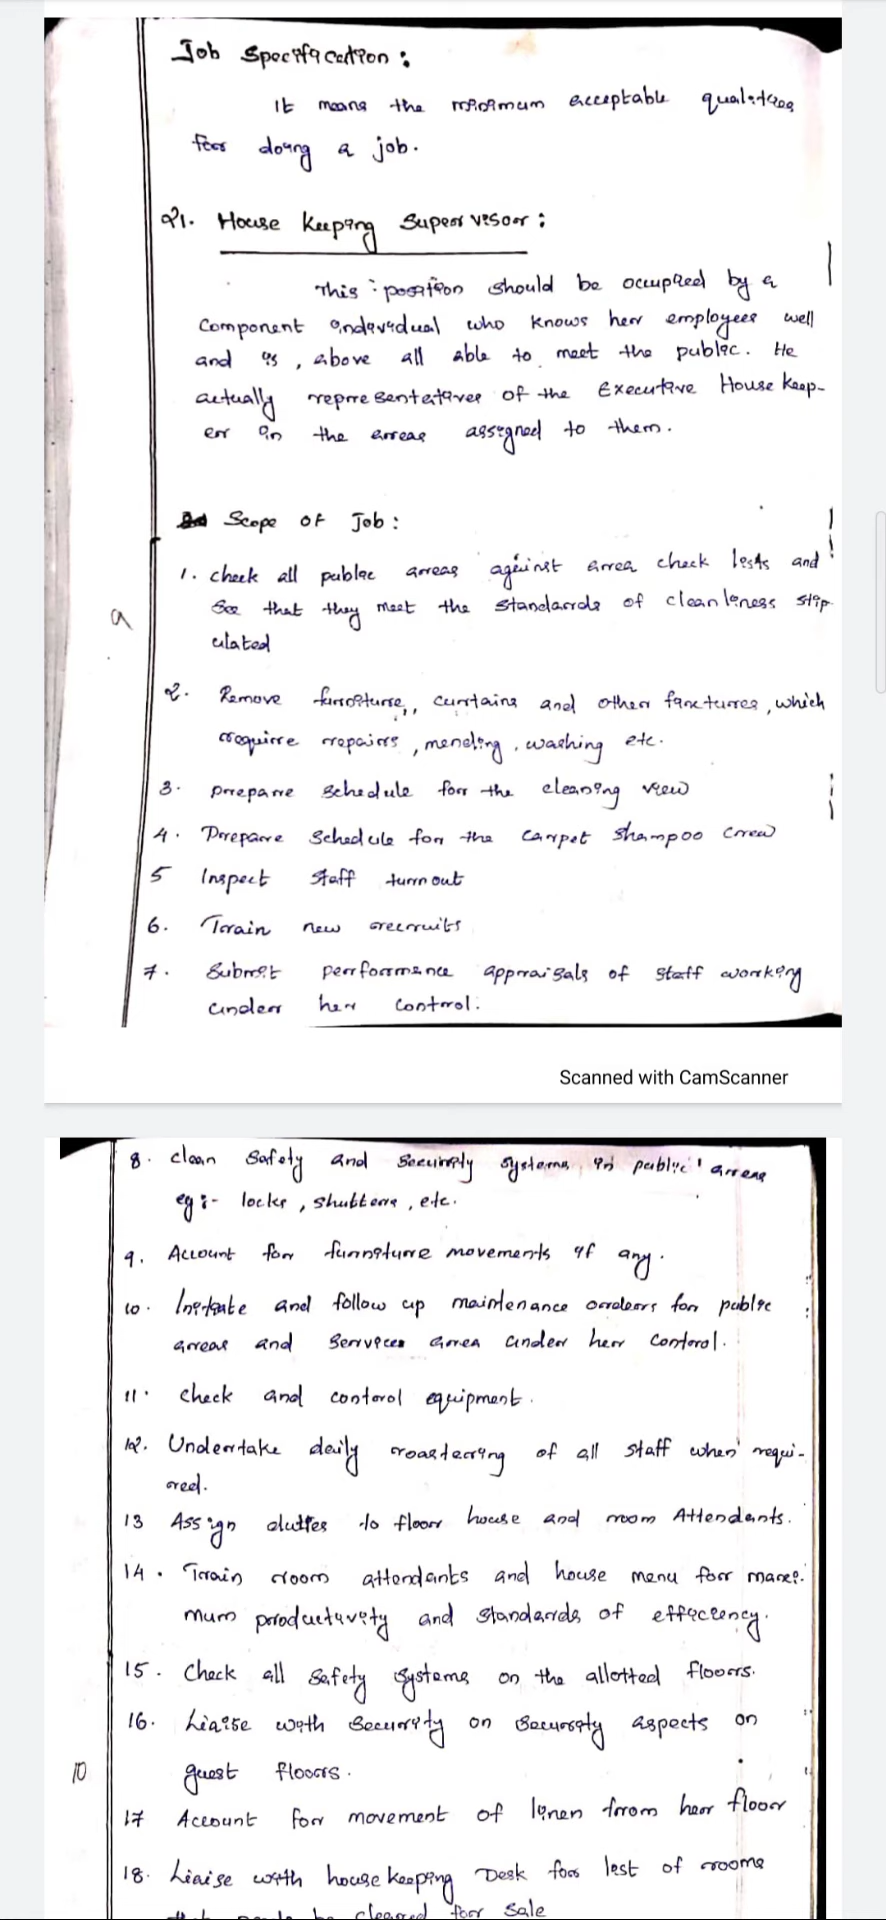 Job Specification :
It means the minimum acceptable qualities
for doing a job.
21. House Keeping Supervisor :
This position should be occupied by a
Component individual who knows her employees well
and is , above all able to meet the public. He
actually representatives of the Executive House Keep-
er in the areas assigned to them.
Scope of Job :
1. check all public areas against area check lists and
See that they meet the standards of cleanliness stip
ulated
a
2. Remove furniture, curtains and other fixctures, which
require repairs, mending, washing etc.
3. prepare schedule for the cleaning view
4. Prepare schedule for the carpet shampoo crew
5 Inspect staff turn out
6. Train new recruits
7. Submit performance appraisals of staff working
under her control.
Scanned with CamScanner
8. clean safety and security systems in public areas
eg :- locks, shutters, etc.
9. Account for furniture movements if any.
10. Initiate and follow up maintenance orders for public
areas and services area under her control.
11. check and control equipment.
12. Undertake daily roastering of all staff when requi-
red.
13 Assign duties to floor house and room Attendants.
14. Train room attendants and house menu for maxi-
mum productivity and standards of efficiency.
15. Check all safety systems on the allotted floors.
16. Liaise with security on security aspects on
guest floors.
10
17 Account for movement of linen from her floor
18. Liaise with house keeping Desk for list of rooms
cleared for sale